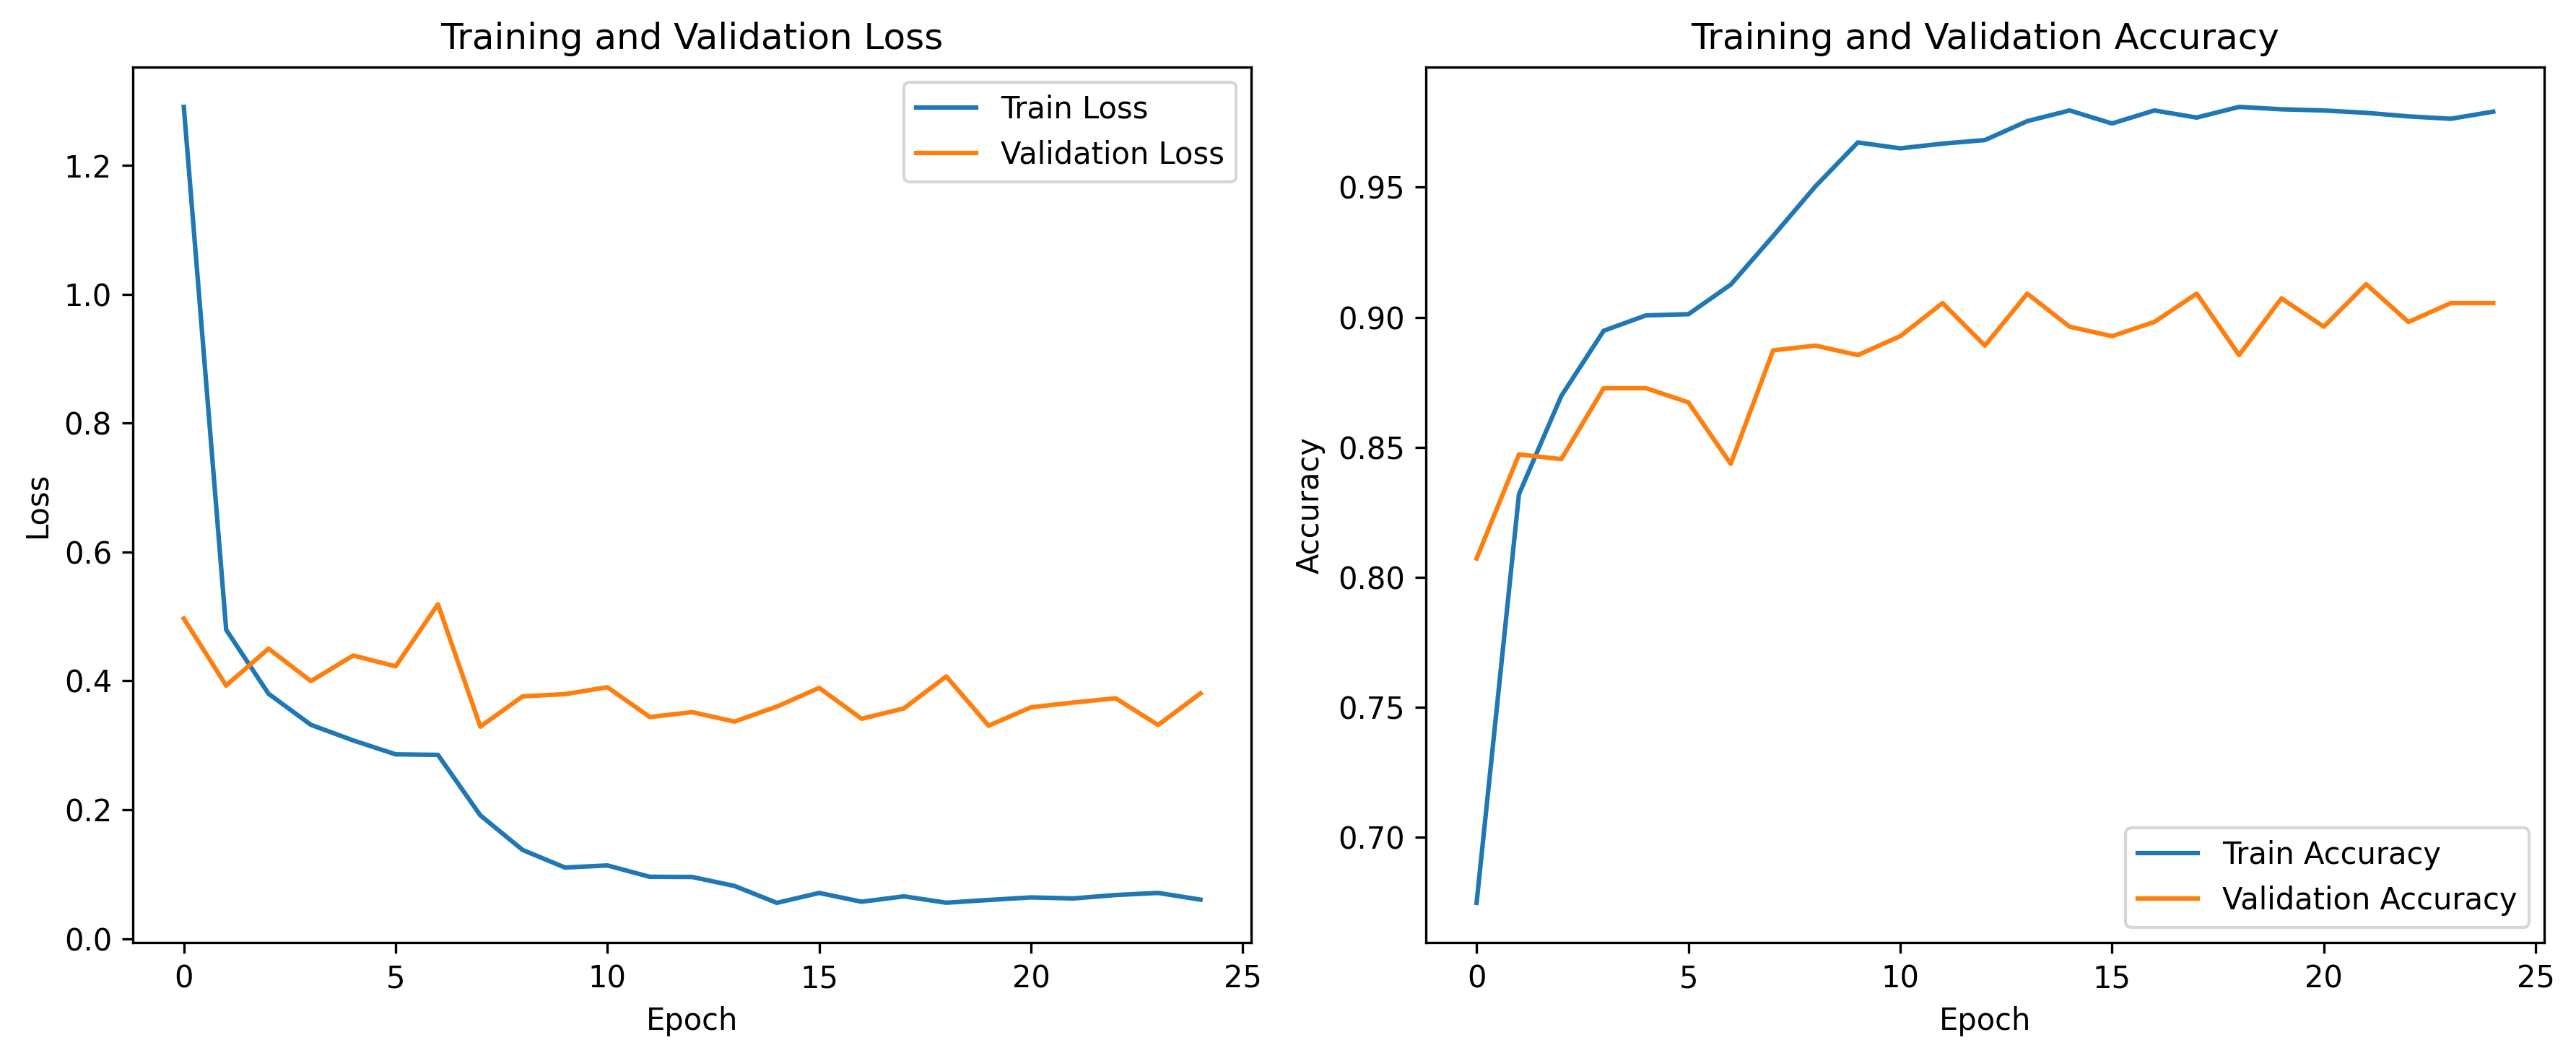 Training and Validation Loss
Train Loss
Validation Loss
1.2
1.0
0.8
0.6
0.4
0.2
0.0
Loss
0 5 10 15 20 25
Epoch
Training and Validation Accuracy
0.95
0.90
0.85
0.80
0.75
0.70
Accuracy
Train Accuracy
Validation Accuracy
0 5 10 15 20 25
Epoch